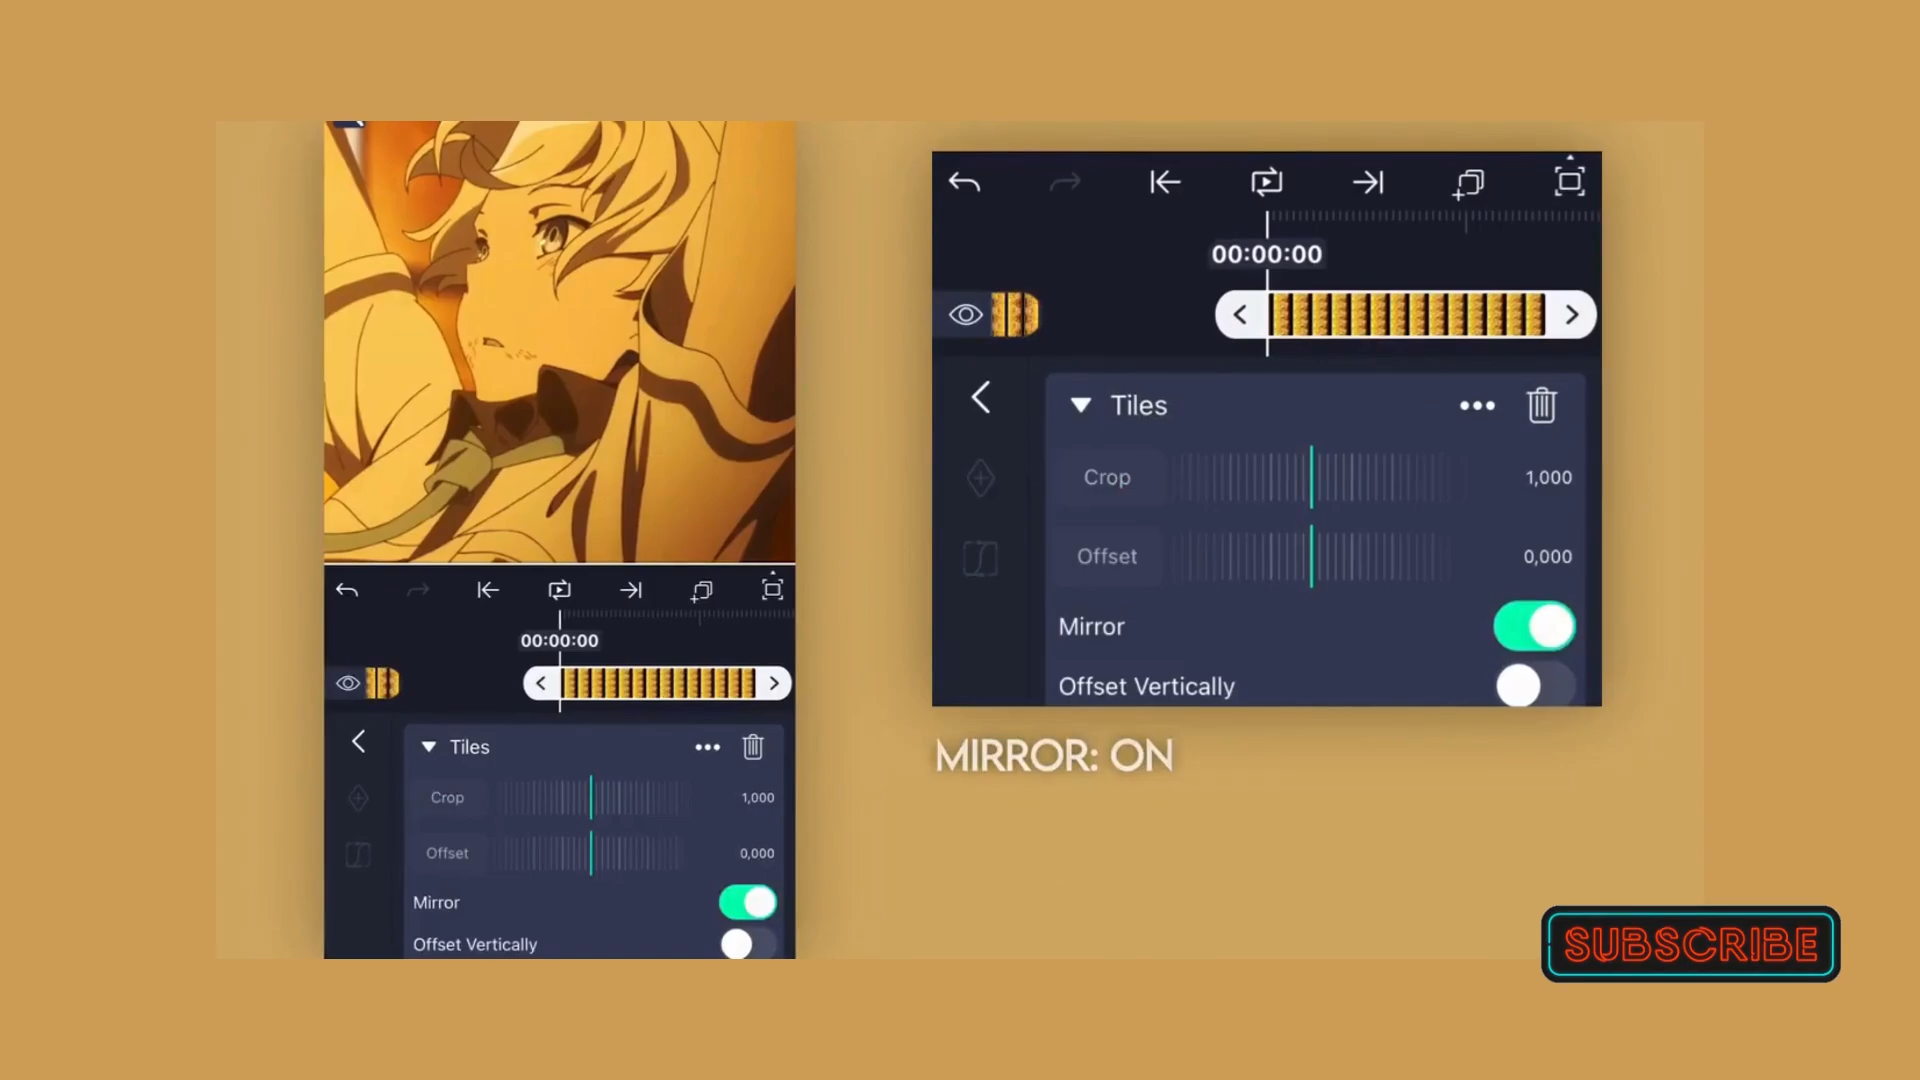 00:00:00
Tiles
Crop 1,000
Offset 0,000
Mirror
Offset Vertically
00:00:00
Tiles
Crop 1,000
Offset 0,000
Mirror
Offset Vertically
MIRROR: ON
SUBSCRIBE